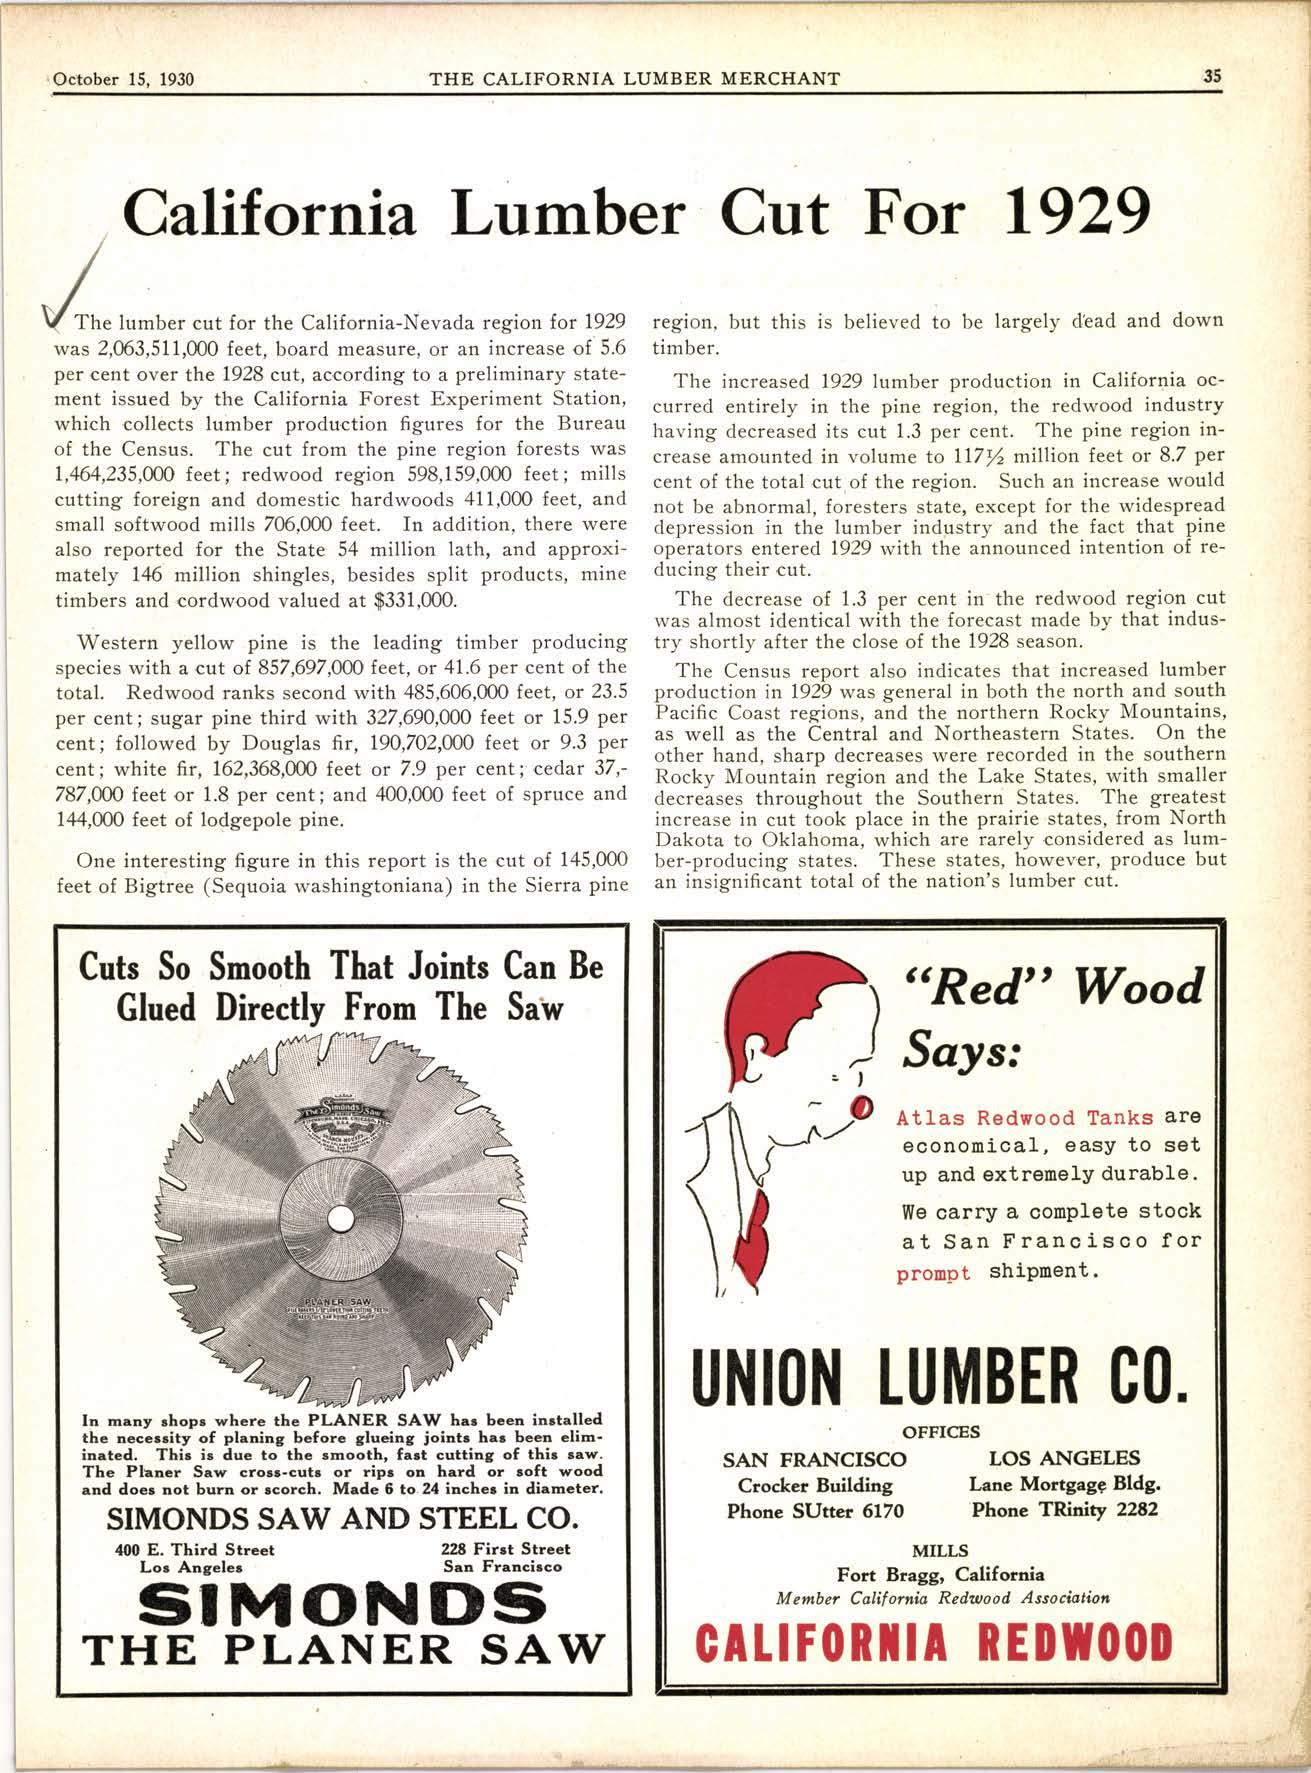 October 15, 1930
THE CALIFORNIA LUMBER MERCHANT
35
California Lumber Cut For 1929
The lumber cut for the California-Nevada region for 1929
was 2,063,511,000 feet, board measure, or an increase of 5.6
per cent over the 1928 cut, according to a preliminary state-
ment issued by the California Forest Experiment Station,
which collects lumber production figures for the Bureau
of the Census. The cut from the pine region forests was
1,464,235,000 feet; redwood region 598,159,000 feet; mills
cutting foreign and domestic hardwoods 411,000 feet, and
small softwood mills 706,000 feet. In addition, there were
also reported for the State 54 million lath, and approxi-
mately 146 million shingles, besides split products, mine
timbers and cordwood valued at $331,000.
Western yellow pine is the leading timber producing
species with a cut of 857,697,000 feet, or 41.6 per cent of the
total. Redwood ranks second with 485,606,000 feet, or 23.5
per cent; sugar pine third with 327,690,000 feet or 15.9 per
cent; followed by Douglas fir, 190,702,000 feet or 9.3 per
cent; white fir, 162,368,000 feet or 7.9 per cent; cedar 37,-
787,000 feet or 1.8 per cent; and 400,000 feet of spruce and
144,000 feet of lodgepole pine.
One interesting figure in this report is the cut of 145,000
feet of Bigtree (Sequoia washingtoniana) in the Sierra pine
region, but this is believed to be largely dead and down
timber.
The increased 1929 lumber production in California oc-
curred entirely in the pine region, the redwood industry
having decreased its cut 1.3 per cent. The pine region in-
crease amounted in volume to 117½ million feet or 8.7 per
cent of the total cut of the region. Such an increase would
not be abnormal, foresters state, except for the widespread
depression in the lumber industry and the fact that pine
operators entered 1929 with the announced intention of re-
ducing their cut.
The decrease of 1.3 per cent in the redwood region cut
was almost identical with the forecast made by that indus-
try shortly after the close of the 1928 season.
The Census report also indicates that increased lumber
production in 1929 was general in both the north and south
Pacific Coast regions, and the northern Rocky Mountains,
as well as the Central and Northeastern States. On the
other hand, sharp decreases were recorded in the southern
Rocky Mountain region and the Lake States, with smaller
decreases throughout the Southern States. The greatest
increase in cut took place in the prairie states, from North
Dakota to Oklahoma, which are rarely considered as lum-
ber-producing states. These states, however, produce but
an insignificant total of the nation's lumber cut.
Cuts So Smooth That Joints Can Be
Glued Directly From The Saw
The Simonds Saw
PLANER SAW
In many shops where the PLANER SAW has been installed
the necessity of planing before glueing joints has been elim-
inated. This is due to the smooth, fast cutting of this saw.
The Planer Saw cross-cuts or rips on hard or soft wood
and does not burn or scorch. Made 6 to 24 inches in diameter.
SIMONDS SAW AND STEEL CO.
400 E. Third Street
Los Angeles
228 First Street
San Francisco
SIMONDS
THE PLANER SAW
"Red" Wood
Says:
Atlas Redwood Tanks are
economical, easy to set
up and extremely durable.
We carry a complete stock
at San Francisco for
prompt shipment.
UNION LUMBER CO.
OFFICES
SAN FRANCISCO
Crocker Building
Phone SUtter 6170
LOS ANGELES
Lane Mortgage Bldg.
Phone TRinity 2282
MILLS
Fort Bragg, California
Member California Redwood Association
CALIFORNIA REDWOOD